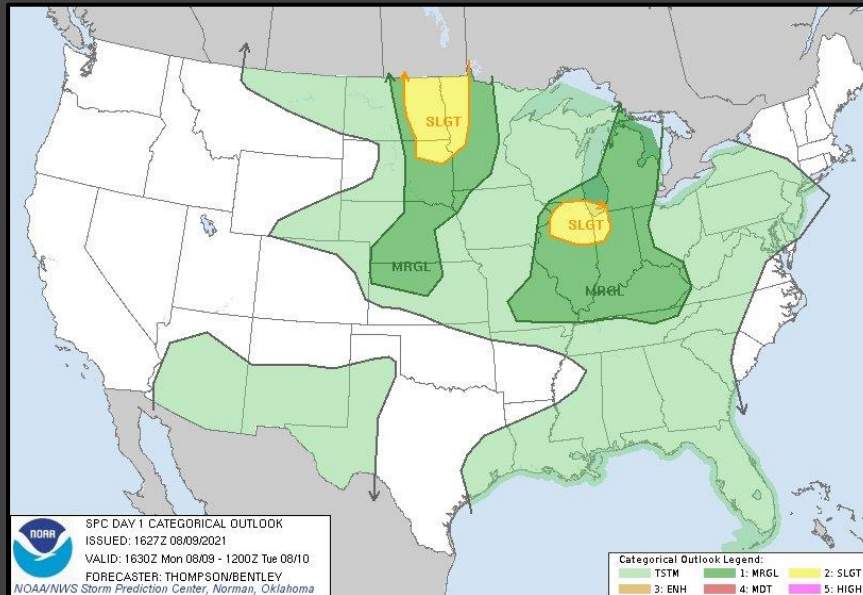 SLGT
SLGT
MRGL
MRGL
NOAA
SPC DAY 1 CATEGORICAL OUTLOOK
ISSUED: 1627Z 08/09/2021
VALID: 1630Z Mon 08/09 - 1200Z Tue 08/10
FORECASTER: THOMPSON/BENTLEY
NOAA/NWS Storm Prediction Center, Norman, Oklahoma
Categorical Outlook Legend:
TSTM 1: MRGL 2: SLGT
3: ENH 4: MDT 5: HIGH